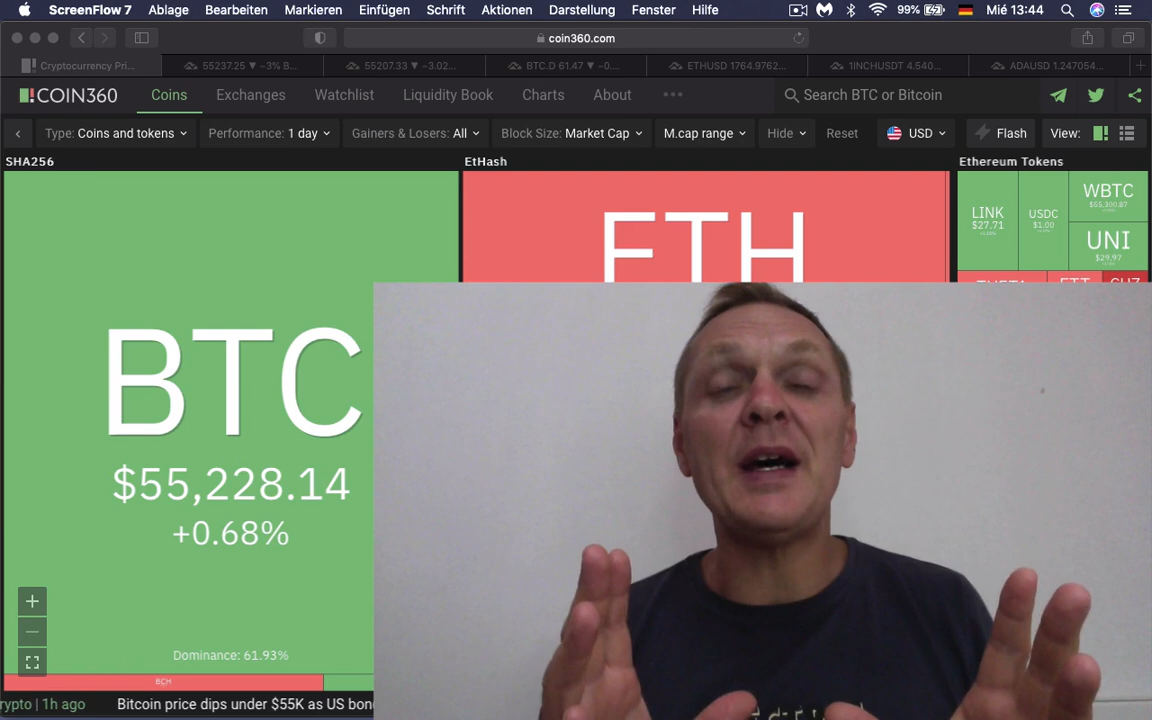 ScreenFlow 7 Ablage Bearbeiten Markieren Einfügen Schrift Aktionen Darstellung Fenster Hilfe 99% Mié 13:44
coin360.com
Cryptocurrency Pri... 55237.25 ▼ −3% B... 55207.33 ▼ −3.02... BTC.D 61.47 ▼ −0.... ETHUSD 1764.9762... 1INCHUSDT 4.540... ADAUSD 1.247054...
COIN360 Coins Exchanges Watchlist Liquidity Book Charts About ••• Search BTC or Bitcoin
Type: Coins and tokens Performance: 1 day Gainers & Losers: All Block Size: Market Cap M.cap range Hide Reset USD Flash View:
SHA256 EtHash Ethereum Tokens
BTC
$55,228.14
+0.68%
Dominance: 61.93%
BCH
ETH
LINK
$27.71
USDC
$1.00
WBTC
$55,300.87
UNI
$29.97
rypto | 1h ago Bitcoin price dips under $55K as US bon